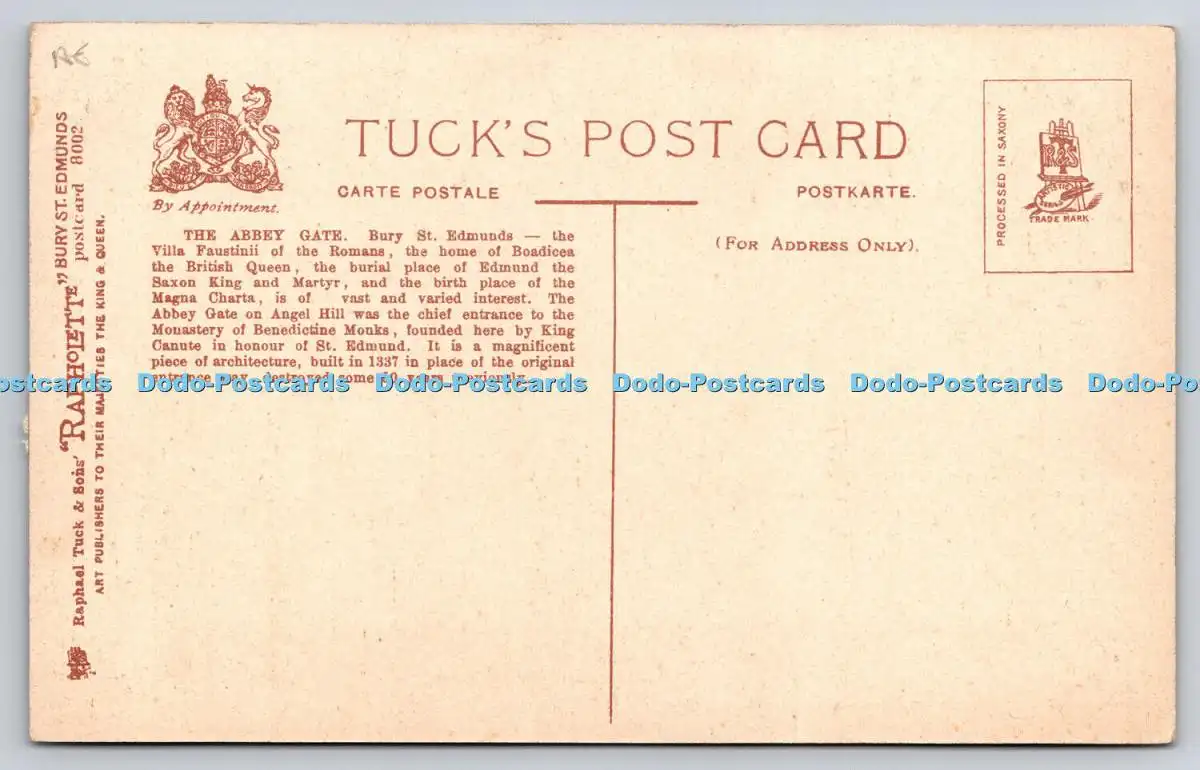 TUCK'S POST CARD
CARTE POSTALE
POSTKARTE.
By Appointment.
(FOR ADDRESS ONLY).
THE ABBEY GATE. Bury St. Edmunds — the
Villa Faustinii of the Romans, the home of Boadicea
the British Queen, the burial place of Edmund the
Saxon King and Martyr, and the birth place of the
Magna Charta, is of vast and varied interest. The
Abbey Gate on Angel Hill was the chief entrance to the
Monastery of Benedictine Monks, founded here by King
Canute in honour of St. Edmund. It is a magnificent
piece of architecture, built in 1337 in place of the original
PROCESSED IN SAXONY
R&S
TRADE MARK.
Raphael Tuck & Sons' "RAPHOLETTE" BURY ST. EDMUNDS
postcard 8002
ART PUBLISHERS TO THEIR MAJESTIES THE KING & QUEEN.
Dodo-Postcards Dodo-Postcards Dodo-Postcards Dodo-Postcards